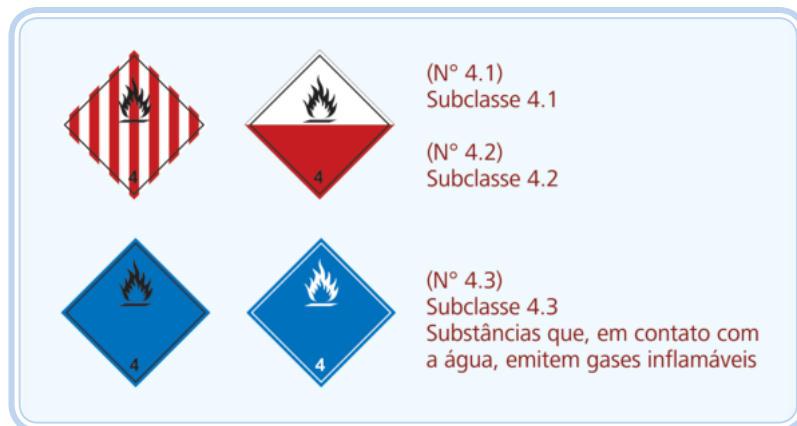 4
4
(N° 4.1)
Subclasse 4.1
(N° 4.2)
Subclasse 4.2
4
4
(N° 4.3)
Subclasse 4.3
Substâncias que, em contato com
a água, emitem gases inflamáveis